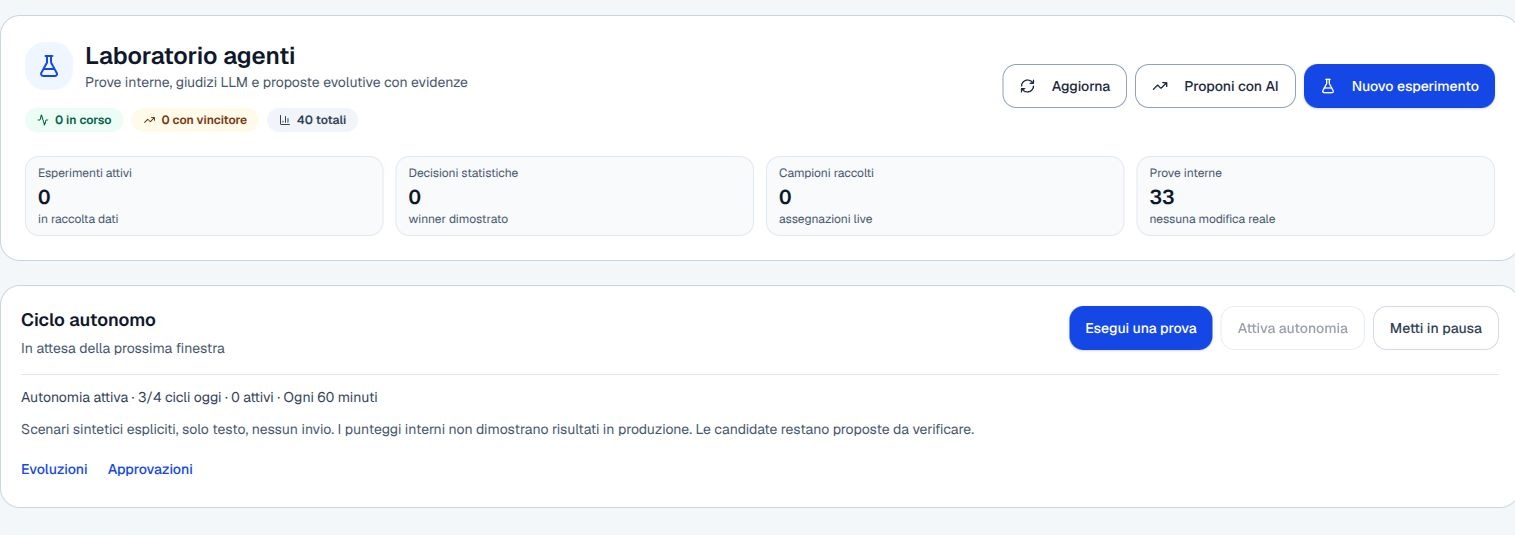 Laboratorio agenti
Prove interne, giudizi LLM e proposte evolutive con evidenze
Aggiorna
Proponi con AI
Nuovo esperimento
0 in corso
0 con vincitore
40 totali
Esperimenti attivi
0
in raccolta dati
Decisioni statistiche
0
winner dimostrato
Campioni raccolti
0
assegnazioni live
Prove interne
33
nessuna modifica reale
Ciclo autonomo
In attesa della prossima finestra
Esegui una prova
Attiva autonomia
Metti in pausa
Autonomia attiva · 3/4 cicli oggi · 0 attivi · Ogni 60 minuti
Scenari sintetici espliciti, solo testo, nessun invio. I punteggi interni non dimostrano risultati in produzione. Le candidate restano proposte da verificare.
Evoluzioni
Approvazioni